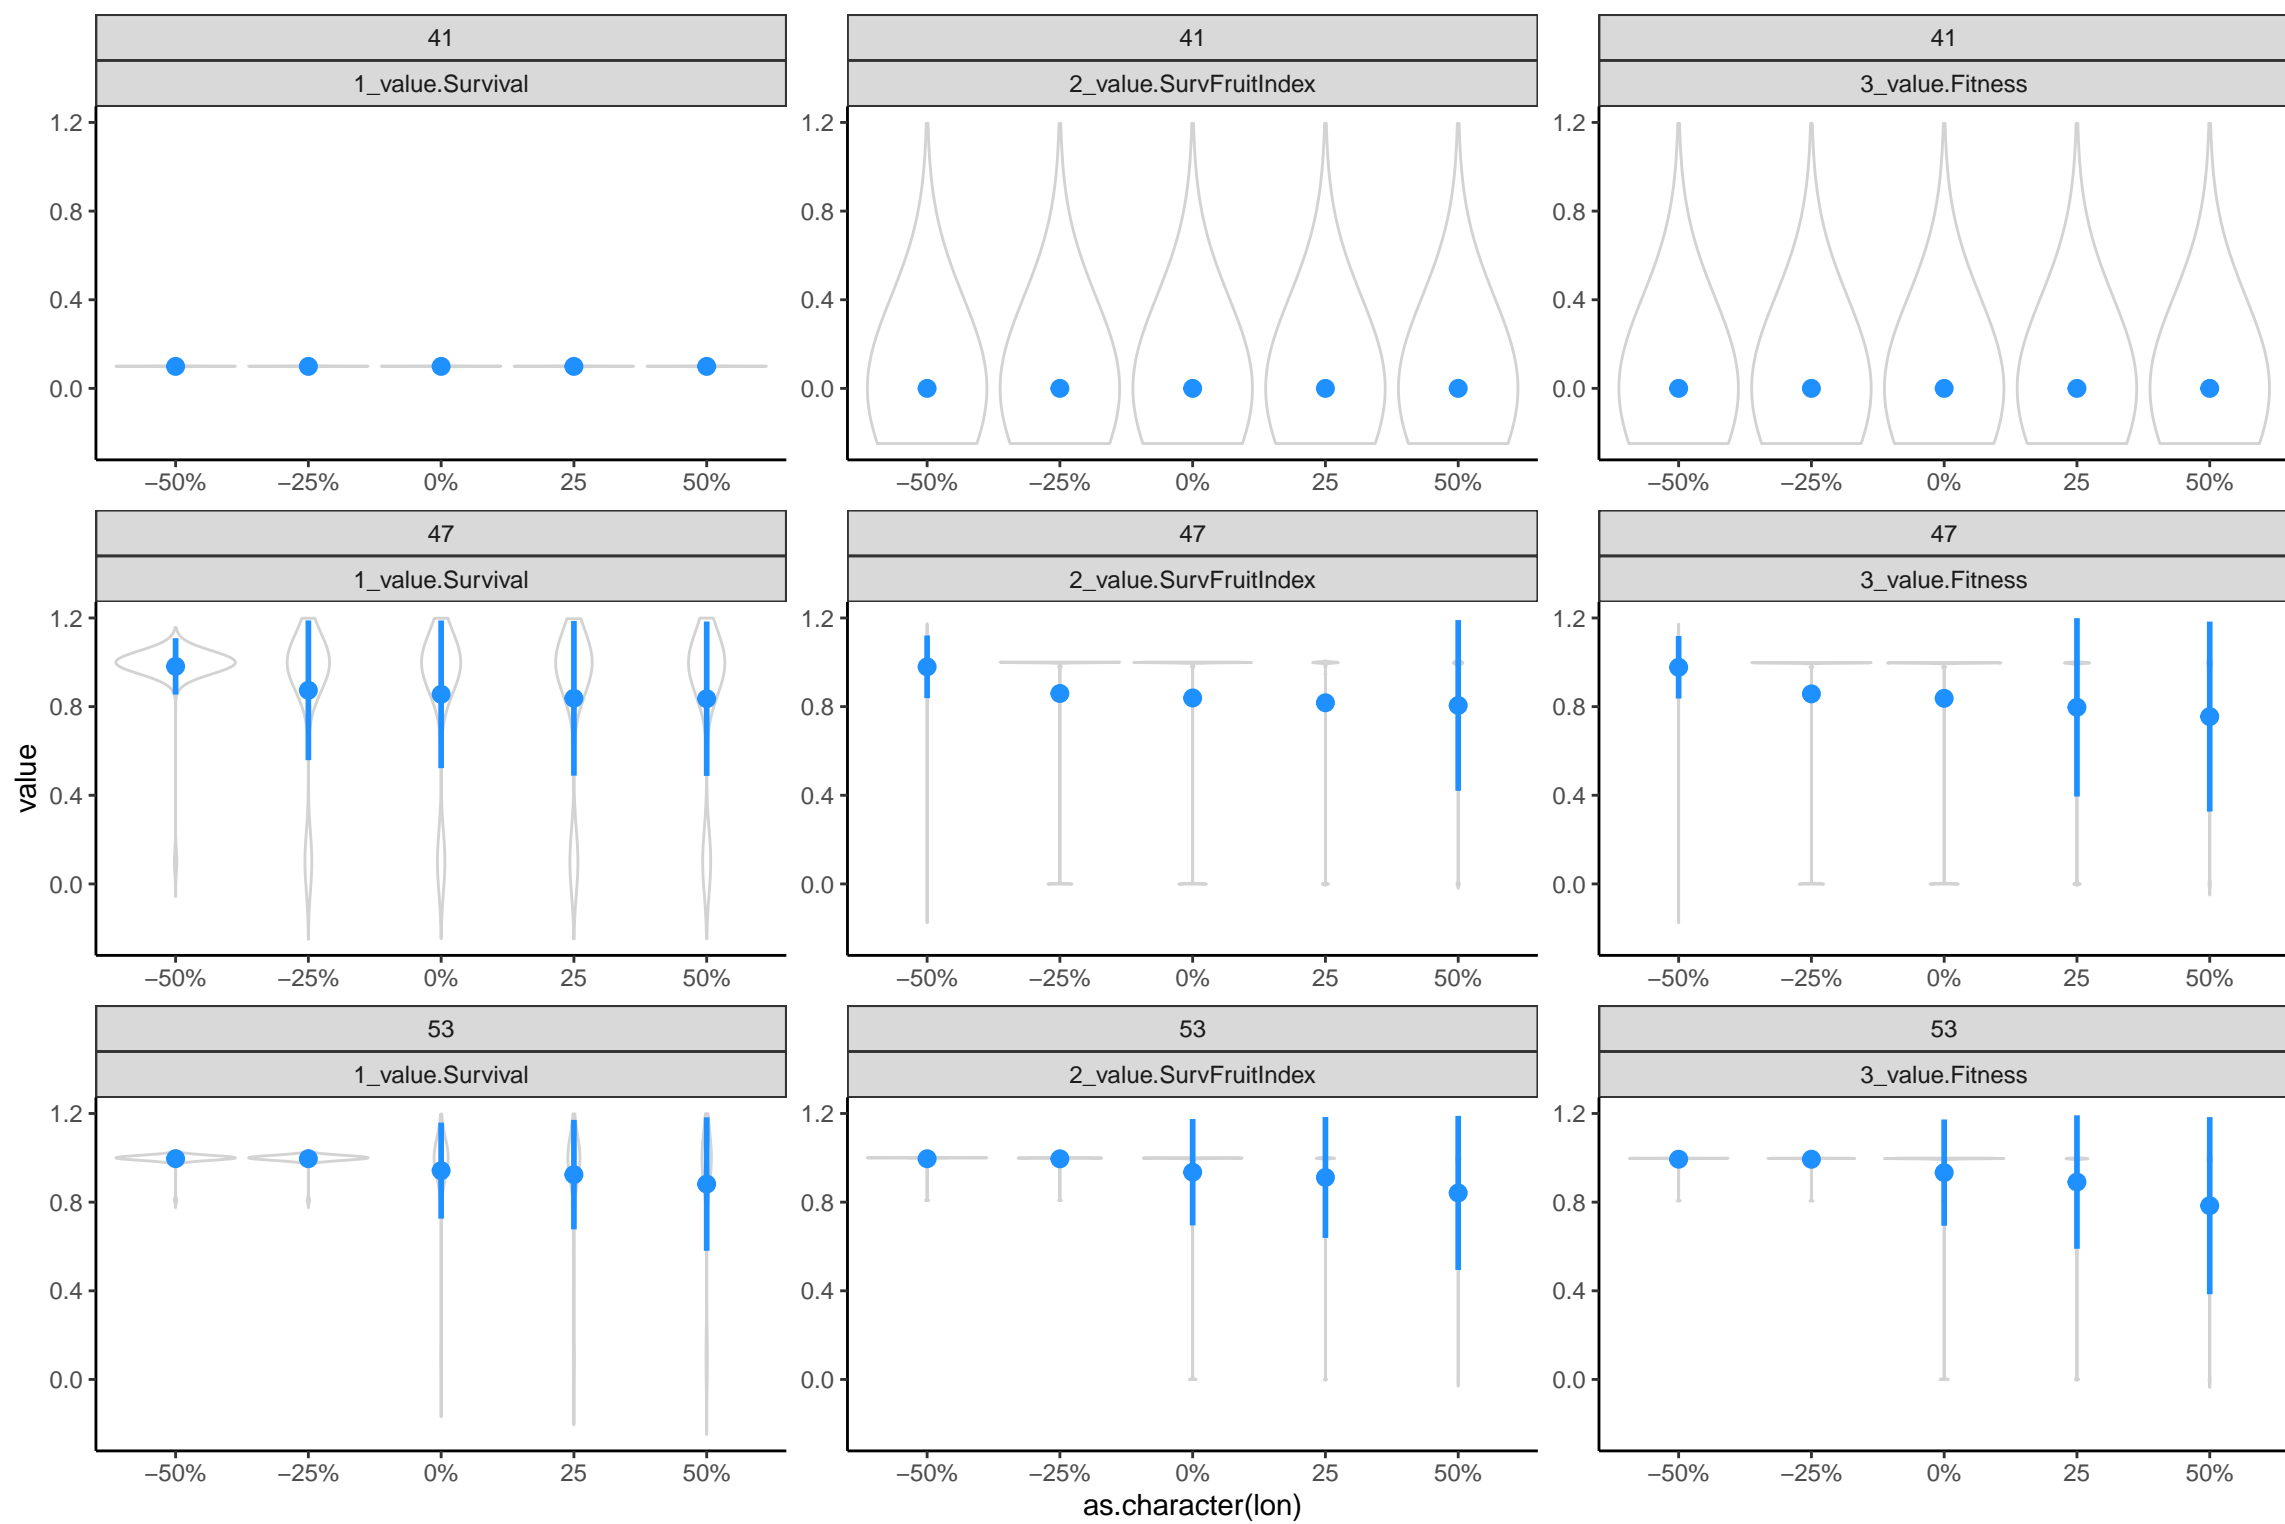 41 41 41
1_value.Survival 2_value.SurvFruitIndex 3_value.Fitness
1.2 1.2 1.2
0.8 0.8 0.8
0.4 0.4 0.4
0.0 0.0 0.0
−50% −25% 0% 25 50% −50% −25% 0% 25 50% −50% −25% 0% 25 50%
47 47 47
1_value.Survival 2_value.SurvFruitIndex 3_value.Fitness
1.2 1.2 1.2
0.8 0.8 0.8
value
0.4 0.4 0.4
0.0 0.0 0.0
−50% −25% 0% 25 50% −50% −25% 0% 25 50% −50% −25% 0% 25 50%
53 53 53
1_value.Survival 2_value.SurvFruitIndex 3_value.Fitness
1.2 1.2 1.2
0.8 0.8 0.8
0.4 0.4 0.4
0.0 0.0 0.0
−50% −25% 0% 25 50% −50% −25% 0% 25 50% −50% −25% 0% 25 50%
as.character(lon)